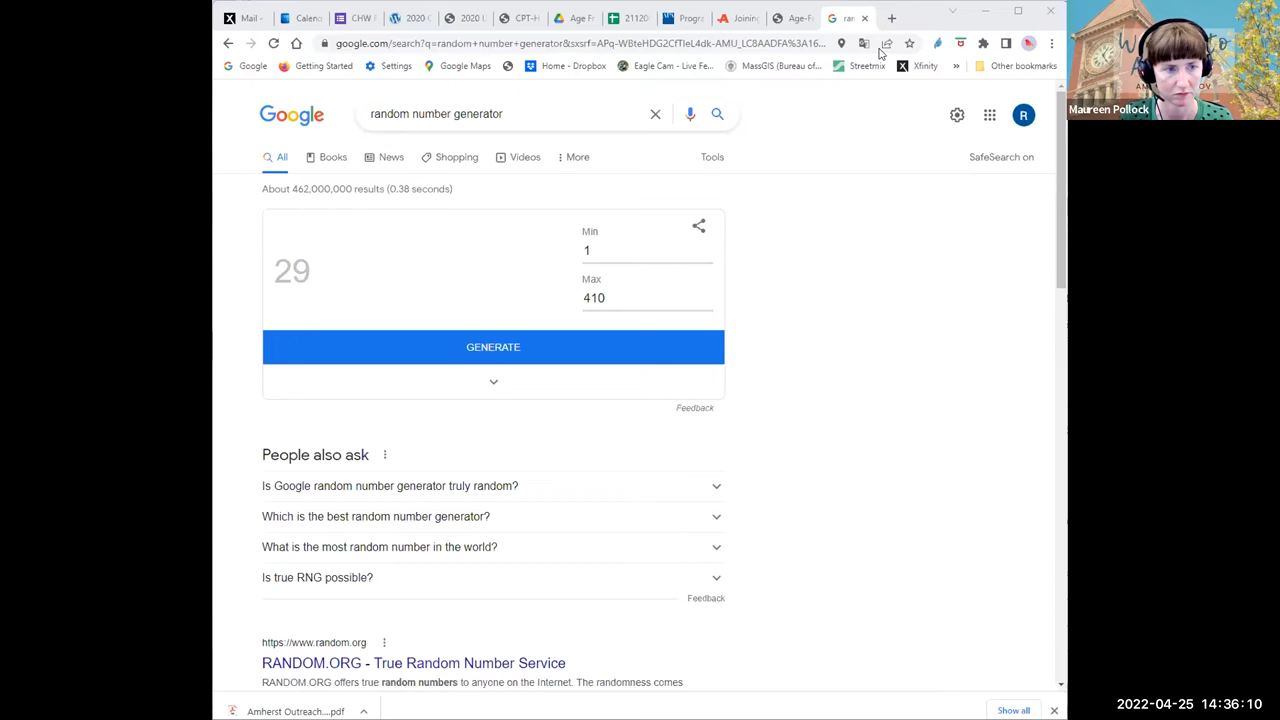 Mail -
Calend
CHW
2020 C
2020 U
CPT-H
Age Fr
21120
Progra
Joining
Age-Fi
ran
google.com/search?q=random+number+generator&sxsrf=APq-WBteHDG2CfTleL4dk-AMU_LC8AADFA%3A16...
Google
Getting Started
Settings
Google Maps
Home - Dropbox
Eagle Cam - Live Fe...
MassGIS (Bureau of...
Streetmix
Xfinity
»
Other bookmarks
Maureen Pollock
Google
random number generator
R
All
Books
News
Shopping
Videos
More
Tools
SafeSearch on
About 462,000,000 results (0.38 seconds)
29
Min
1
Max
410
GENERATE
Feedback
People also ask
Is Google random number generator truly random?
Which is the best random number generator?
What is the most random number in the world?
Is true RNG possible?
Feedback
https://www.random.org
RANDOM.ORG - True Random Number Service
RANDOM.ORG offers true random numbers to anyone on the Internet. The randomness comes
Amherst Outreach....pdf
Show all
2022-04-25 14:36:10